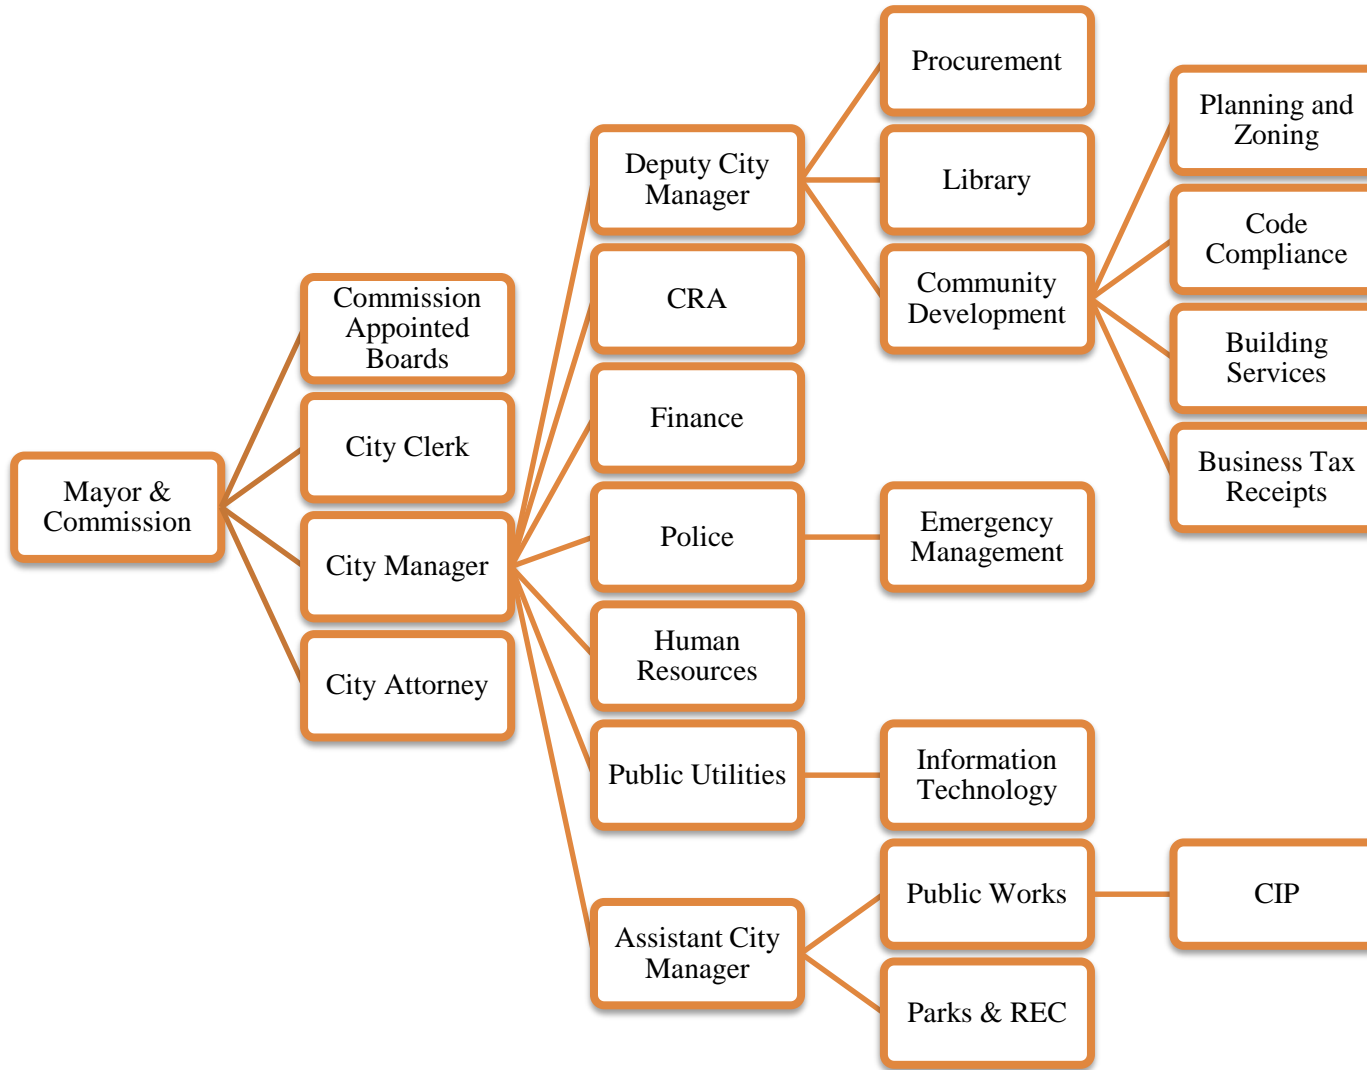 Mayor &
Commission
Commission
Appointed
Boards
City Clerk
City Manager
City Attorney
Deputy City
Manager
CRA
Finance
Police
Human
Resources
Public Utilities
Assistant City
Manager
Procurement
Library
Community
Development
Emergency
Management
Information
Technology
Public Works
Parks & REC
Planning and
Zoning
Code
Compliance
Building
Services
Business Tax
Receipts
CIP